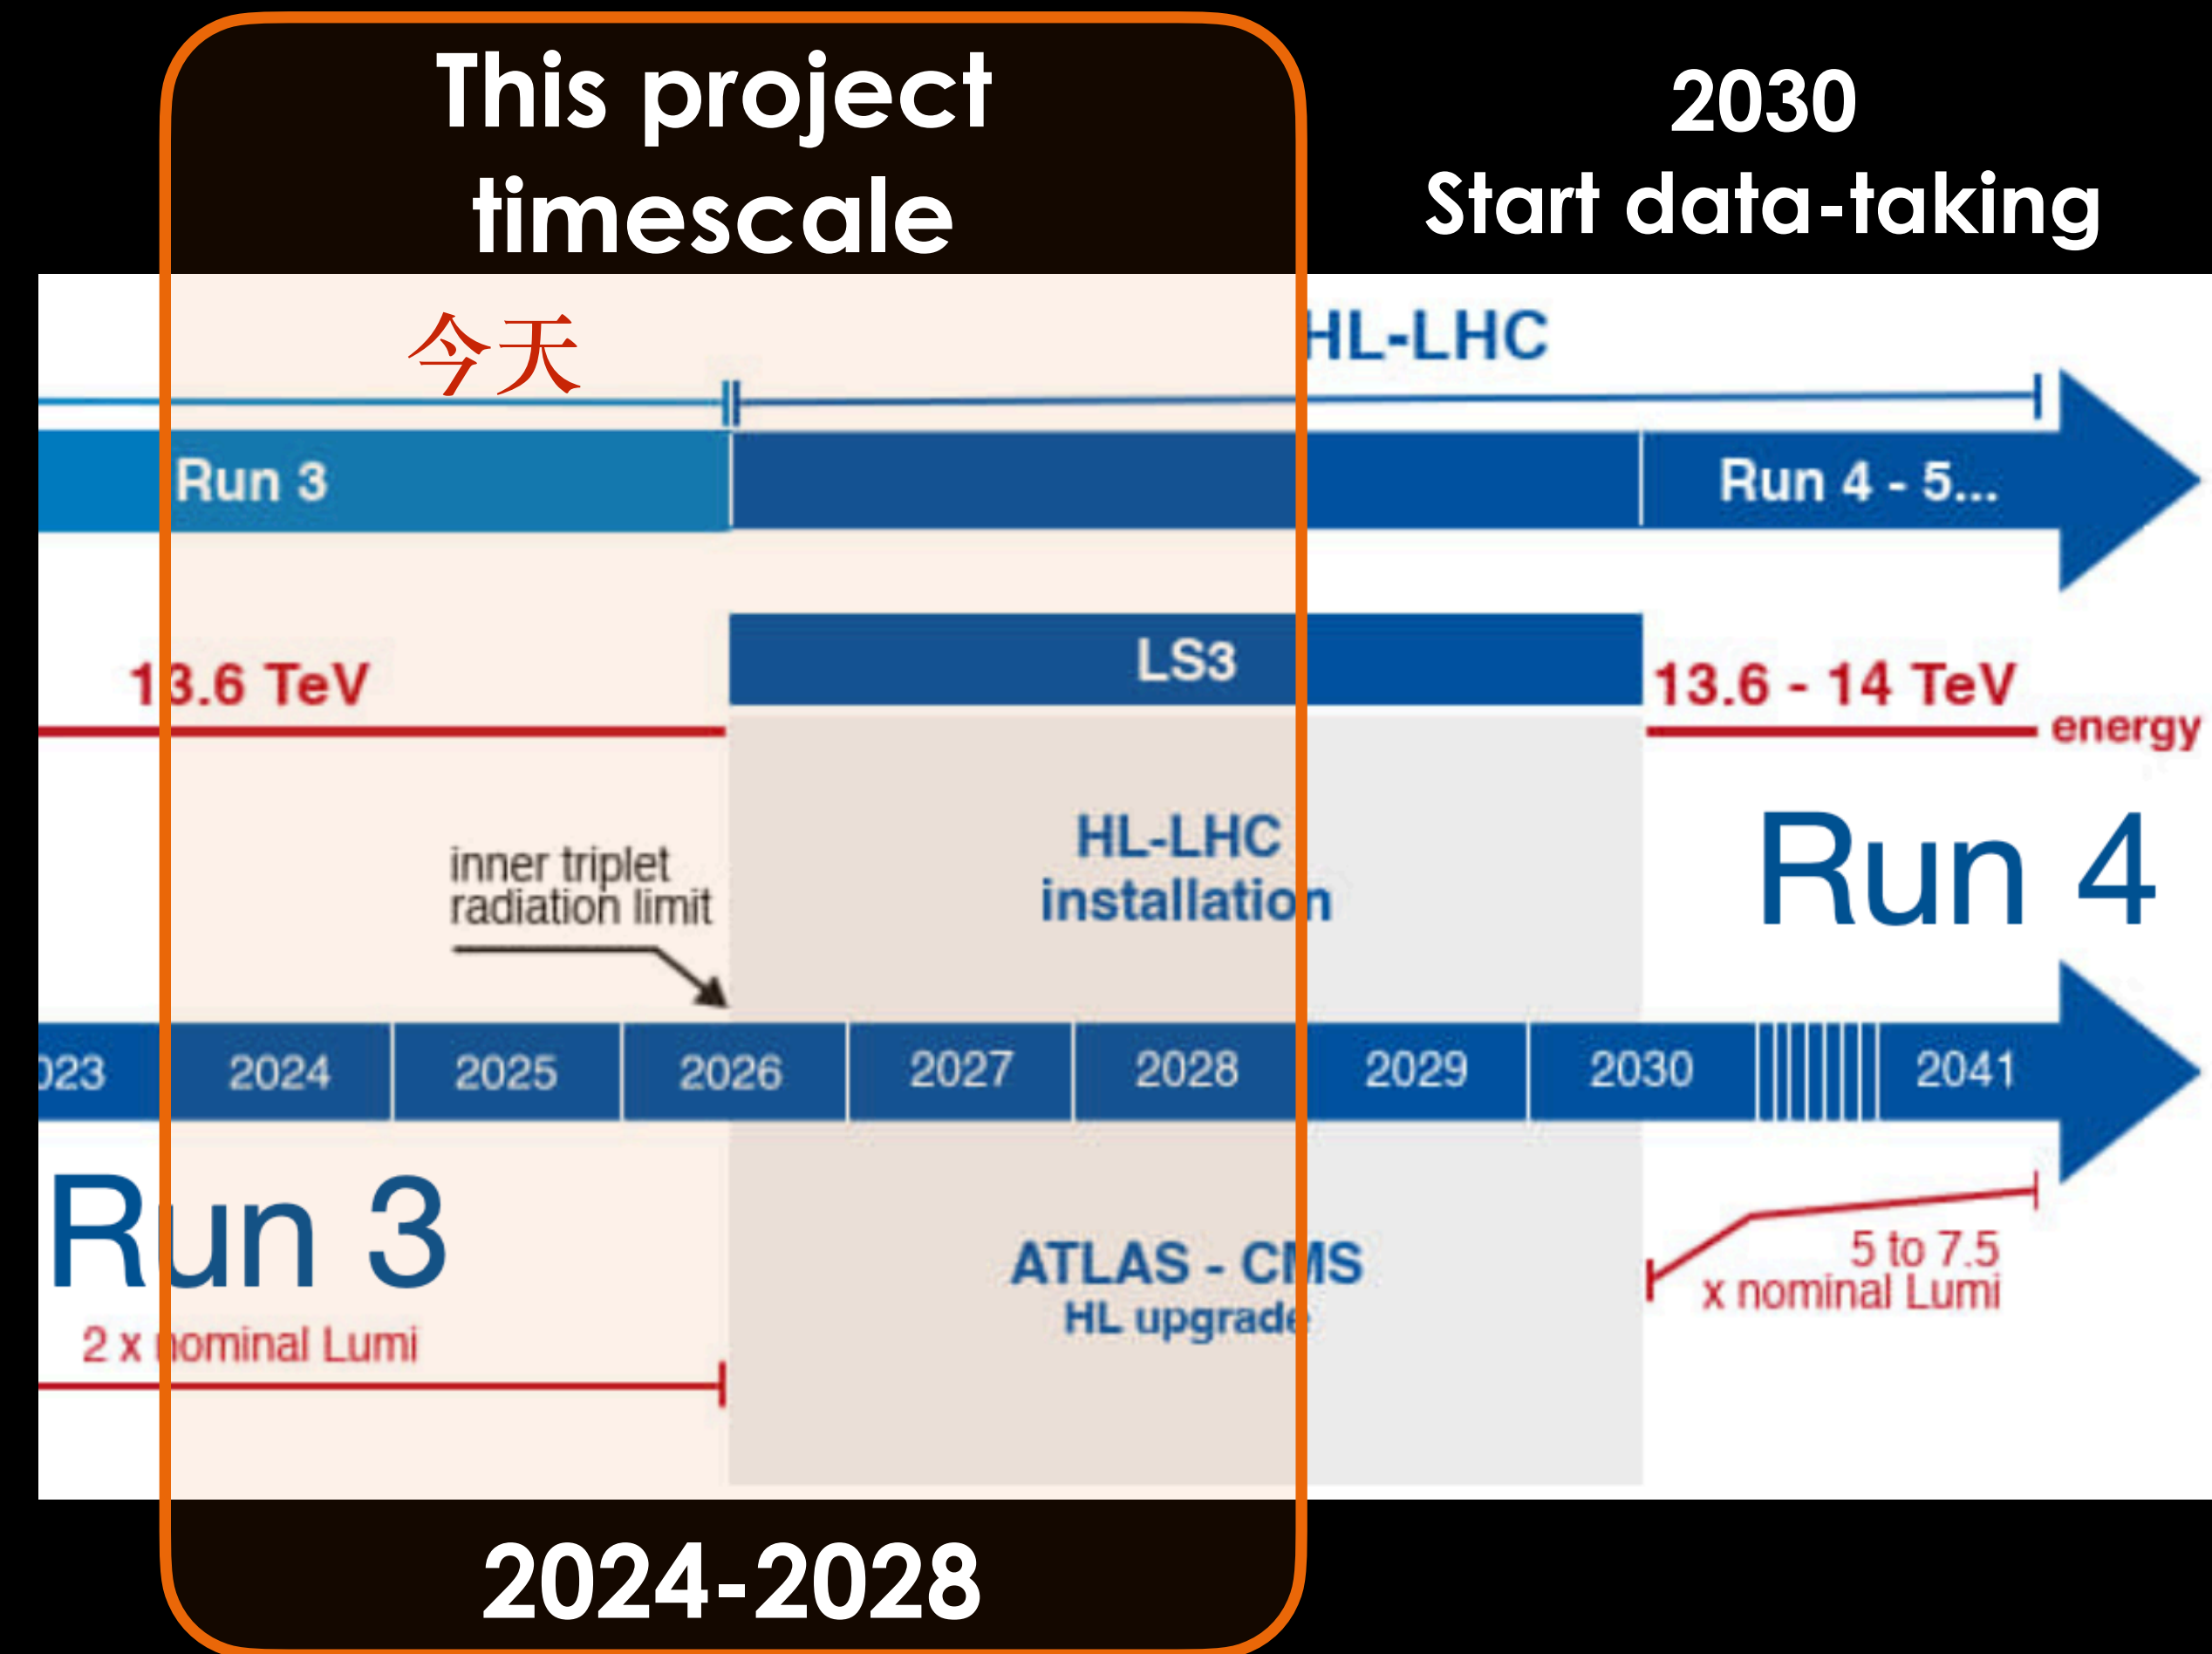 This project
timescale
2030
Start data-taking
今天
HL-LHC
Run 3
Run 4 - 5...
LS3
13.6 TeV
13.6 - 14 TeV
energy
HL-LHC
installation
inner triplet
radiation limit
Run 4
023
2024
2025
2026
2027
2028
2029
2030
2041
Run 3
ATLAS - CMS
HL upgrade
5 to 7.5
x nominal Lumi
2 x nominal Lumi
2024-2028